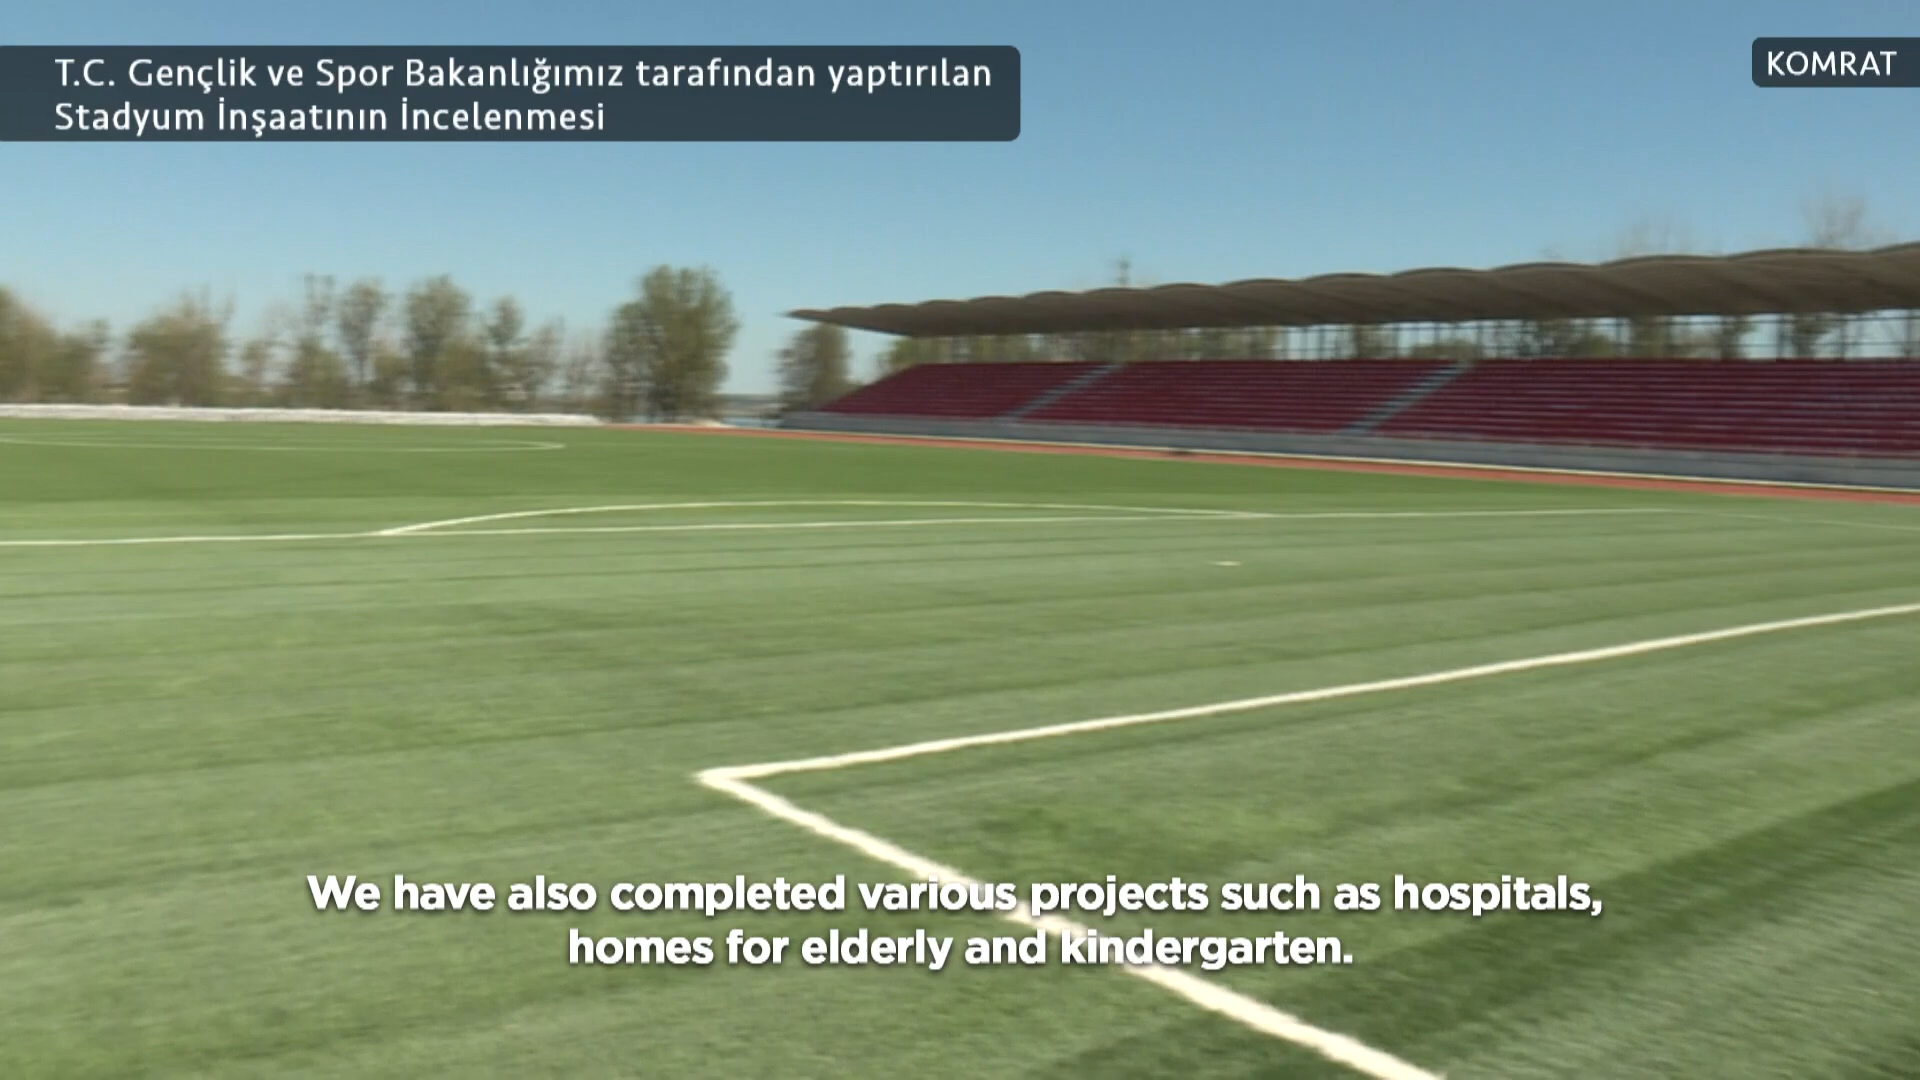 T.C. Gençlik ve Spor Bakanlığımız tarafından yaptırılan
Stadyum İnşaatının İncelenmesi
KOMRAT
We have also completed various projects such as hospitals,
homes for elderly and kindergarten.